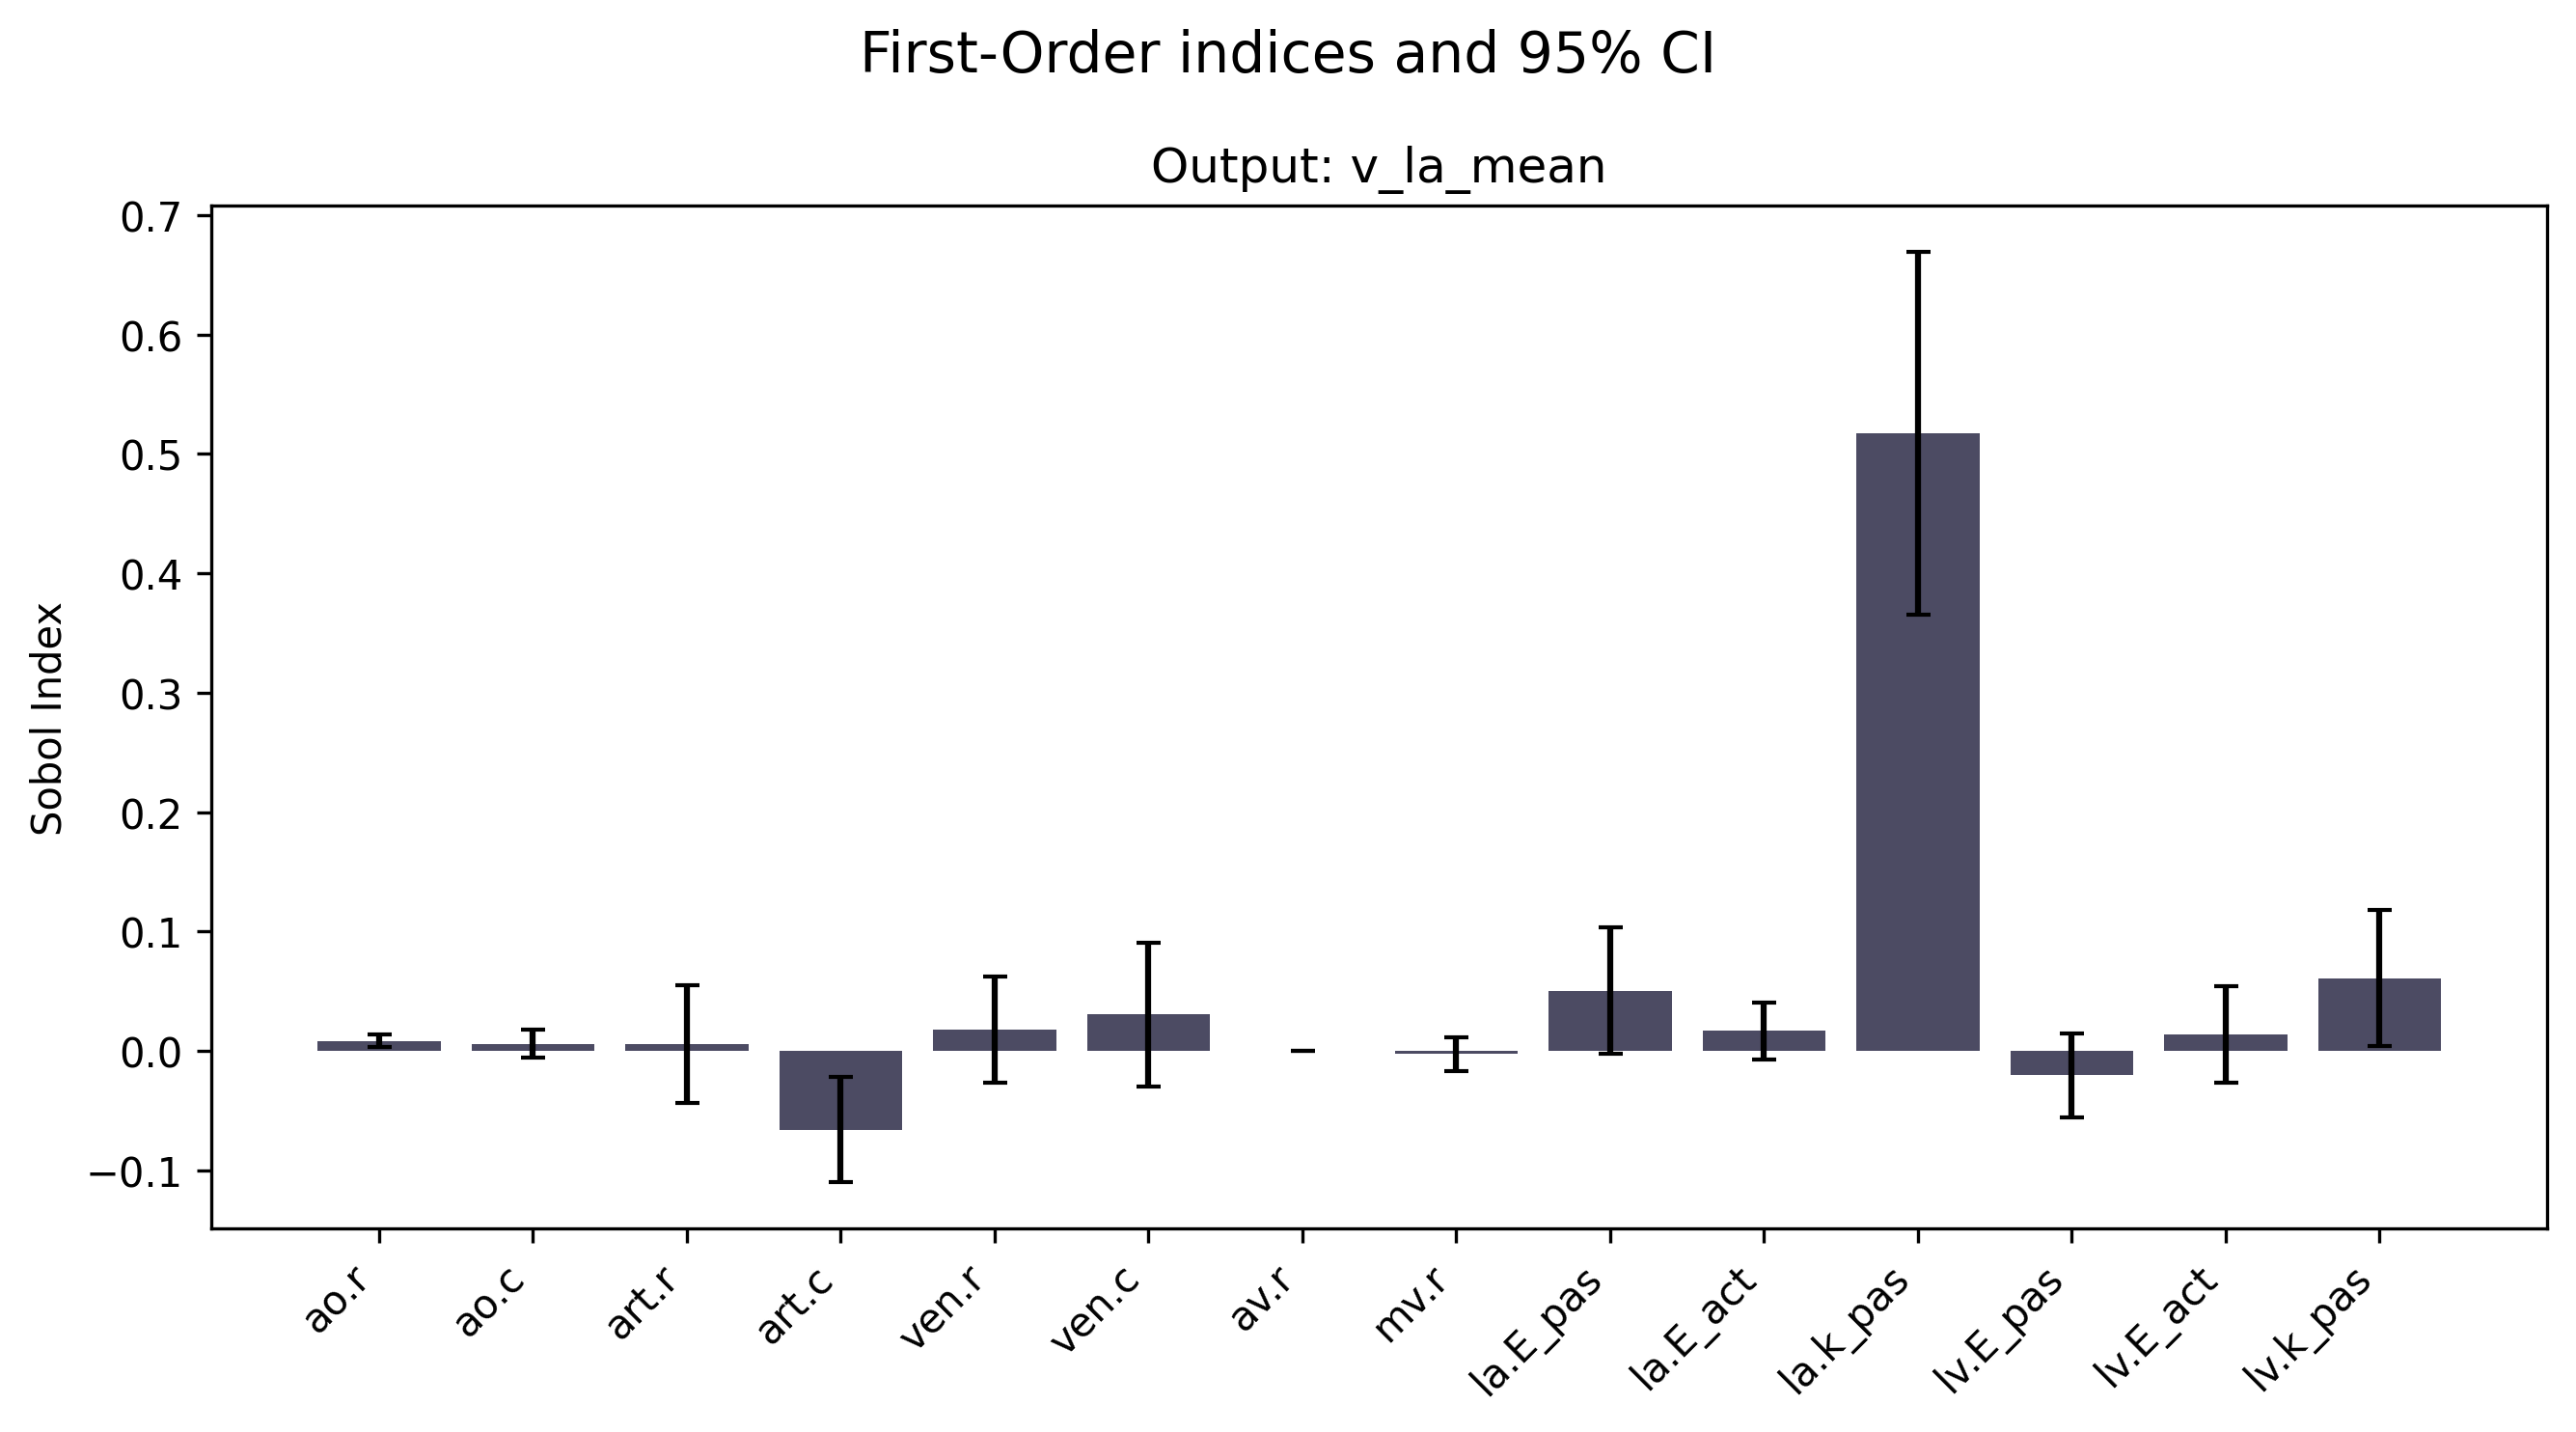 First-Order indices and 95% CI
Output: v_la_mean
0.7
0.6
0.5
0.4
0.3
0.2
0.1
0.0
−0.1
Sobol Index
ao.r
ao.c
art.r
art.c
ven.r
ven.c
av.r
mv.r
la.E_pas
la.E_act
la.k_pas
lv.E_pas
lv.E_act
lv.k_pas